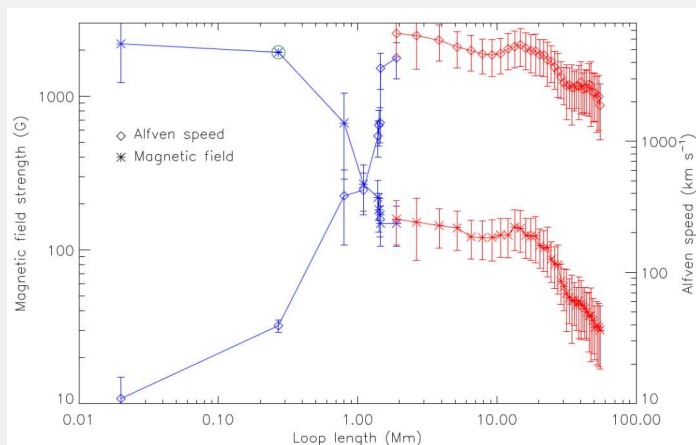 1000
100
10
Magnetic field strength (G)
Alfven speed
Magnetic field
1000
100
10
Alfven speed (km s⁻¹)
0.01
0.10
1.00
10.00
100.00
Loop length (Mm)